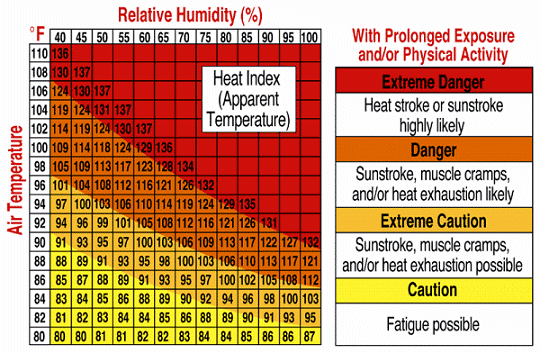 Relative Humidity (%)
°F 40 45 50 55 60 65 70 75 80 85 90 95 100
110 136
108 130 137
106 124 130 137
104 119 124 131 137
102 114 119 124 130 137
100 109 114 118 124 129 136
98 105 109 113 117 123 128 134
96 101 104 108 112 116 121 126 132
94 97 100 103 106 110 114 119 124 129 135
92 94 96 99 101 105 108 112 116 121 126 131
90 91 93 95 97 100 103 106 109 113 117 122 127 132
88 88 89 91 93 95 98 100 103 106 110 113 117 121
86 85 87 88 89 91 93 95 97 100 102 105 108 112
84 83 84 85 86 88 89 90 92 94 96 98 100 103
82 81 82 83 84 84 85 86 88 89 90 91 93 95
80 80 80 81 81 82 82 83 84 84 85 86 86 87
Air Temperature
Heat Index
(Apparent
Temperature)
With Prolonged Exposure
and/or Physical Activity
Extreme Danger
Heat stroke or sunstroke
highly likely
Danger
Sunstroke, muscle cramps,
and/or heat exhaustion likely
Extreme Caution
Sunstroke, muscle cramps,
and/or heat exhaustion possible
Caution
Fatigue possible